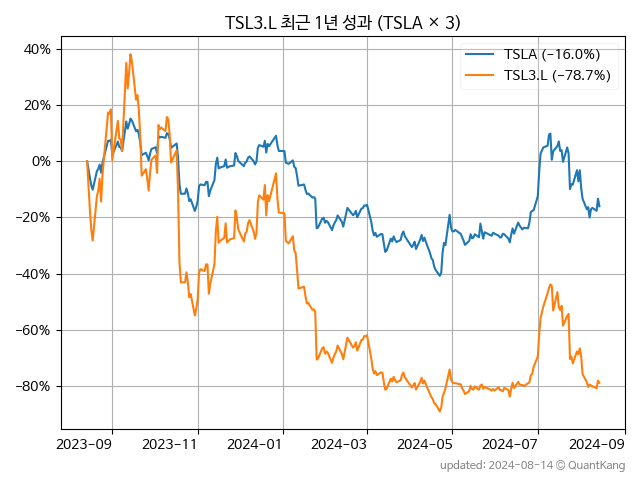 TSL3.L 최근 1년 성과 (TSLA × 3)
TSLA (−16.0%)
TSL3.L (−78.7%)
40%
20%
0%
−20%
−40%
−60%
−80%
2023−09 2023−11 2024−01 2024−03 2024−05 2024−07 2024−09
updated: 2024-08-14 © QuantKang